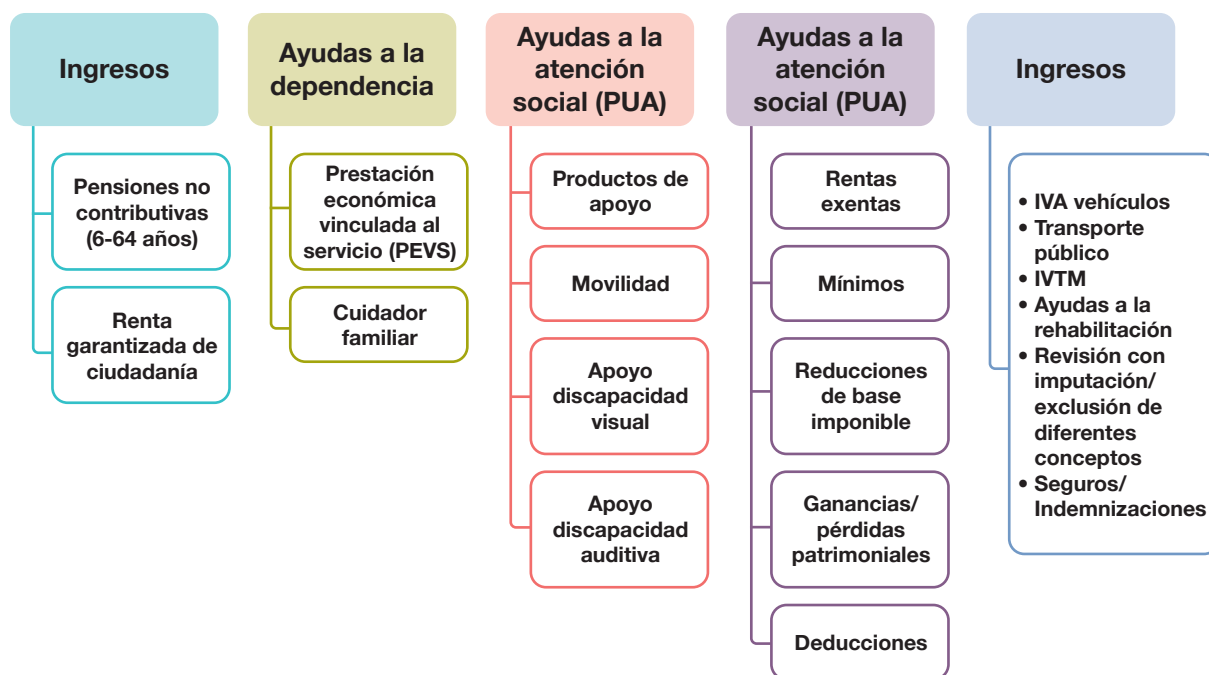 Ingresos
Pensiones no
contributivas
(6-64 años)
Renta
garantizada de
ciudadanía
Ayudas a la
dependencia
Prestación
económica
vinculada al
servicio (PEVS)
Cuidador
familiar
Ayudas a la
atención
social (PUA)
Productos de
apoyo
Movilidad
Apoyo
discapacidad
visual
Apoyo
discapacidad
auditiva
Ayudas a la
atención
social (PUA)
Rentas
exentas
Mínimos
Reducciones
de base
imponible
Ganancias/
pérdidas
patrimoniales
Deducciones
Ingresos
• IVA vehículos
• Transporte
público
• IVTM
• Ayudas a la
rehabilitación
• Revisión con
imputación/
exclusión de
diferentes
conceptos
• Seguros/
Indemnizaciones